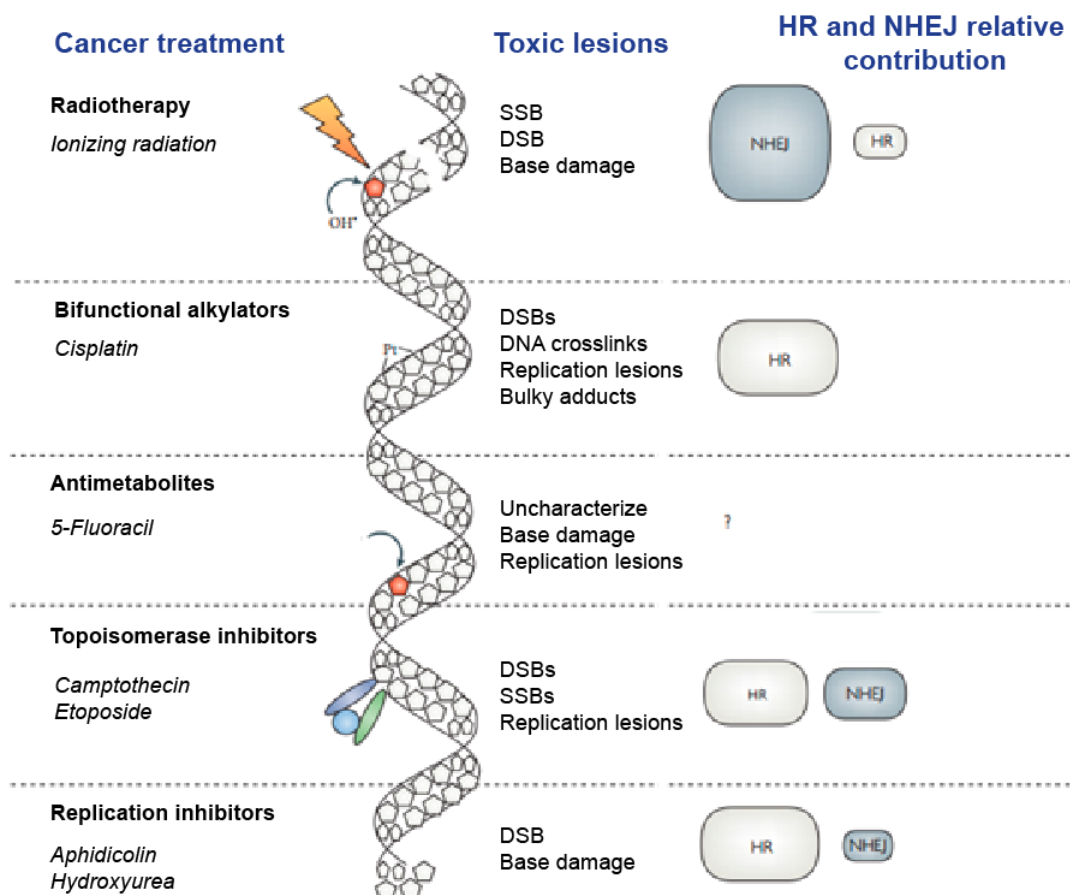 Cancer treatment
Toxic lesions
HR and NHEJ relative
contribution
Radiotherapy
Ionizing radiation
OH•
SSB
DSB
Base damage
NHEJ
HR
Bifunctional alkylators
Cisplatin
Pt
DSBs
DNA crosslinks
Replication lesions
Bulky adducts
HR
Antimetabolites
5-Fluoracil
Uncharacterize
Base damage
Replication lesions
?
Topoisomerase inhibitors
Camptothecin
Etoposide
DSBs
SSBs
Replication lesions
HR
NHEJ
Replication inhibitors
Aphidicolin
Hydroxyurea
DSB
Base damage
HR
NHEJ